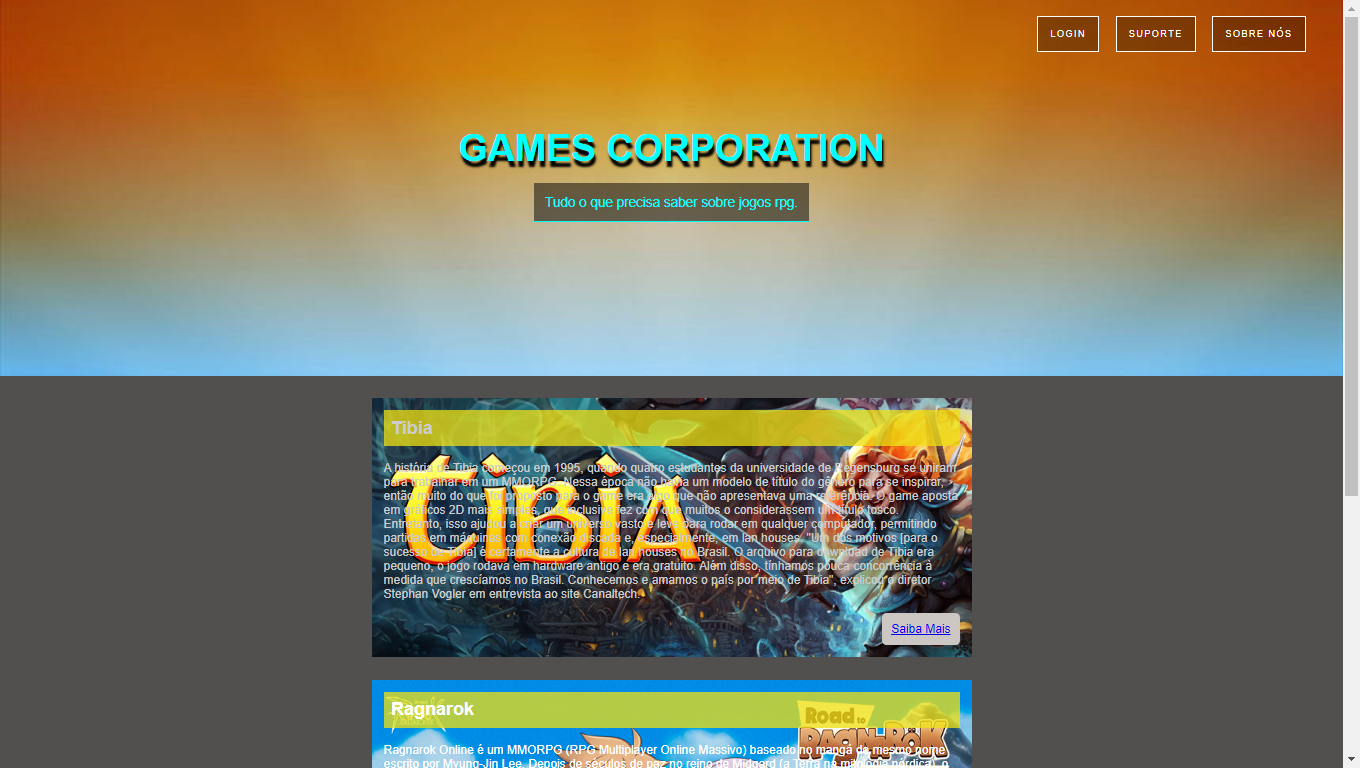 LOGIN SUPORTE SOBRE NÓS
GAMES CORPORATION
Tudo o que precisa saber sobre jogos rpg.
Tibia
TIBIA
A história de Tibia começou em 1995, quando quatro estudantes da universidade de Regensburg se uniram
para trabalhar em um MMORPG. Nessa época não havia um modelo de título do gênero para se inspirar,
então muito do que foi proposto para o game era algo que não apresentava uma referência. O game aposta
em gráficos 2D mais simples, que inclusive fez com que muitos o considerassem um título tosco.
Entretanto, isso ajudou a criar um universo vasto e leve para rodar em qualquer computador, permitindo
partidas em máquinas com conexão discada e, especialmente, em lan houses. "Um dos motivos [para o
sucesso de Tibia] é certamente a cultura de lan houses no Brasil. O arquivo para download de Tibia era
pequeno, o jogo rodava em hardware antigo e era gratuito. Além disso, tínhamos pouca concorrência à
medida que crescíamos no Brasil. Conhecemos e amamos o país por meio de Tibia", explicou o diretor
Stephan Vogler em entrevista ao site Canaltech.
Saiba Mais
Ragnarok
Road to
RAGNARÖK
Ragnarok Online é um MMORPG (RPG Multiplayer Online Massivo) baseado no mangá de mesmo nome
escrito por Myung-Jin Lee. Depois de séculos de paz no reino de Midgard (a Terra na mitologia nórdica), o